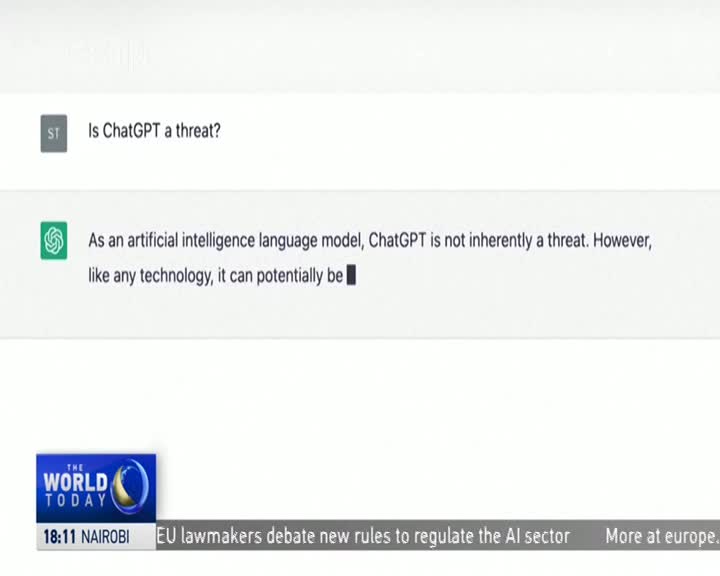 ST
Is ChatGPT a threat?
As an artificial intelligence language model, ChatGPT is not inherently a threat. However,
like any technology, it can potentially be
THE
WORLD
TODAY
18:11 NAIROBI
EU lawmakers debate new rules to regulate the AI sector More at europe.